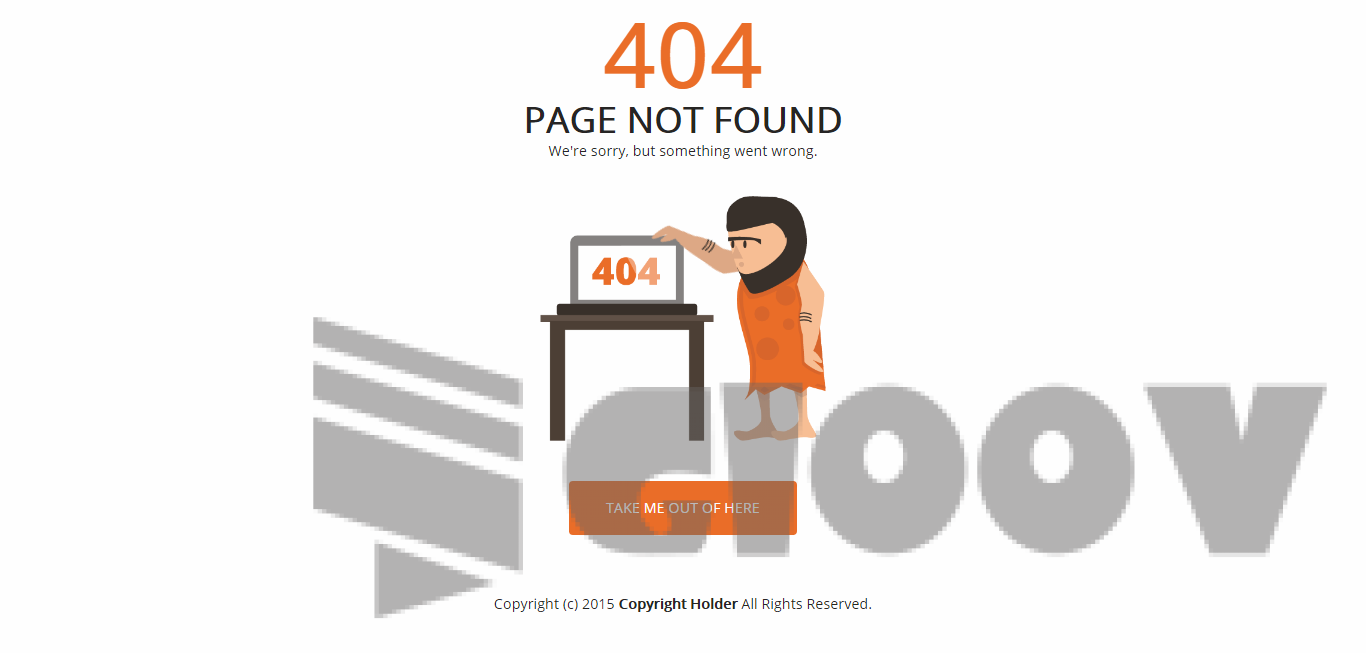 404
PAGE NOT FOUND
We're sorry, but something went wrong.
404
TAKE ME OUT OF HERE
Copyright (c) 2015 Copyright Holder All Rights Reserved.